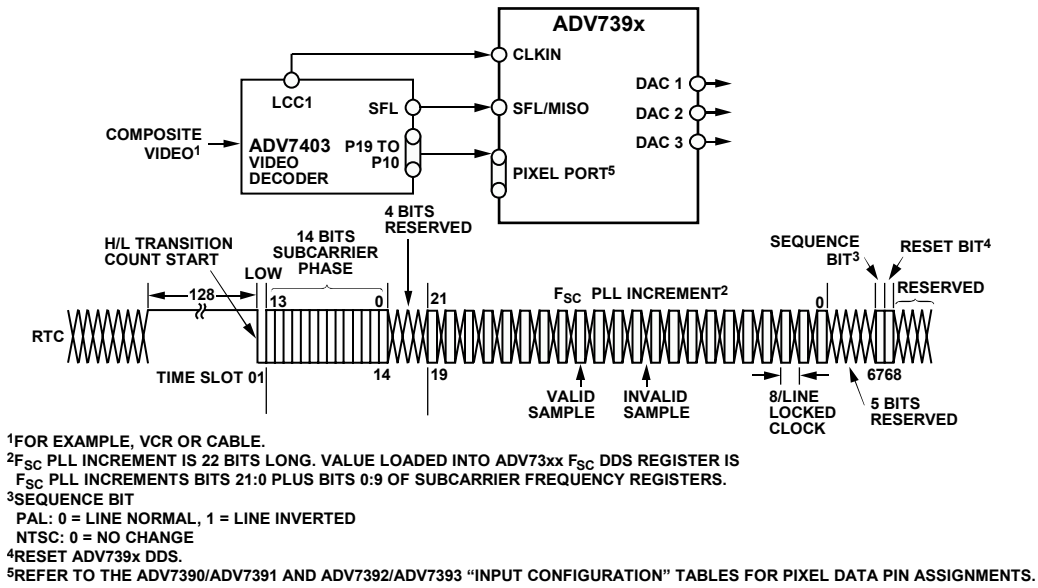 ADV739x
CLKIN
LCC1
SFL
SFL/MISO
DAC 1
DAC 2
DAC 3
COMPOSITE
VIDEO1
ADV7403
VIDEO
DECODER
P19 TO
P10
PIXEL PORT5
H/L TRANSITION
COUNT START
LOW
14 BITS
SUBCARRIER
PHASE
4 BITS
RESERVED
SEQUENCE
BIT3
RESET BIT4
RESERVED
128
13
0
21
FSC PLL INCREMENT2
0
RTC
TIME SLOT 01
14
19
6768
VALID
SAMPLE
INVALID
SAMPLE
8/LINE
LOCKED
CLOCK
5 BITS
RESERVED
1FOR EXAMPLE, VCR OR CABLE.
2FSC PLL INCREMENT IS 22 BITS LONG. VALUE LOADED INTO ADV73xx FSC DDS REGISTER IS
FSC PLL INCREMENTS BITS 21:0 PLUS BITS 0:9 OF SUBCARRIER FREQUENCY REGISTERS.
3SEQUENCE BIT
PAL: 0 = LINE NORMAL, 1 = LINE INVERTED
NTSC: 0 = NO CHANGE
4RESET ADV739x DDS.
5REFER TO THE ADV7390/ADV7391 AND ADV7392/ADV7393 “INPUT CONFIGURATION” TABLES FOR PIXEL DATA PIN ASSIGNMENTS.